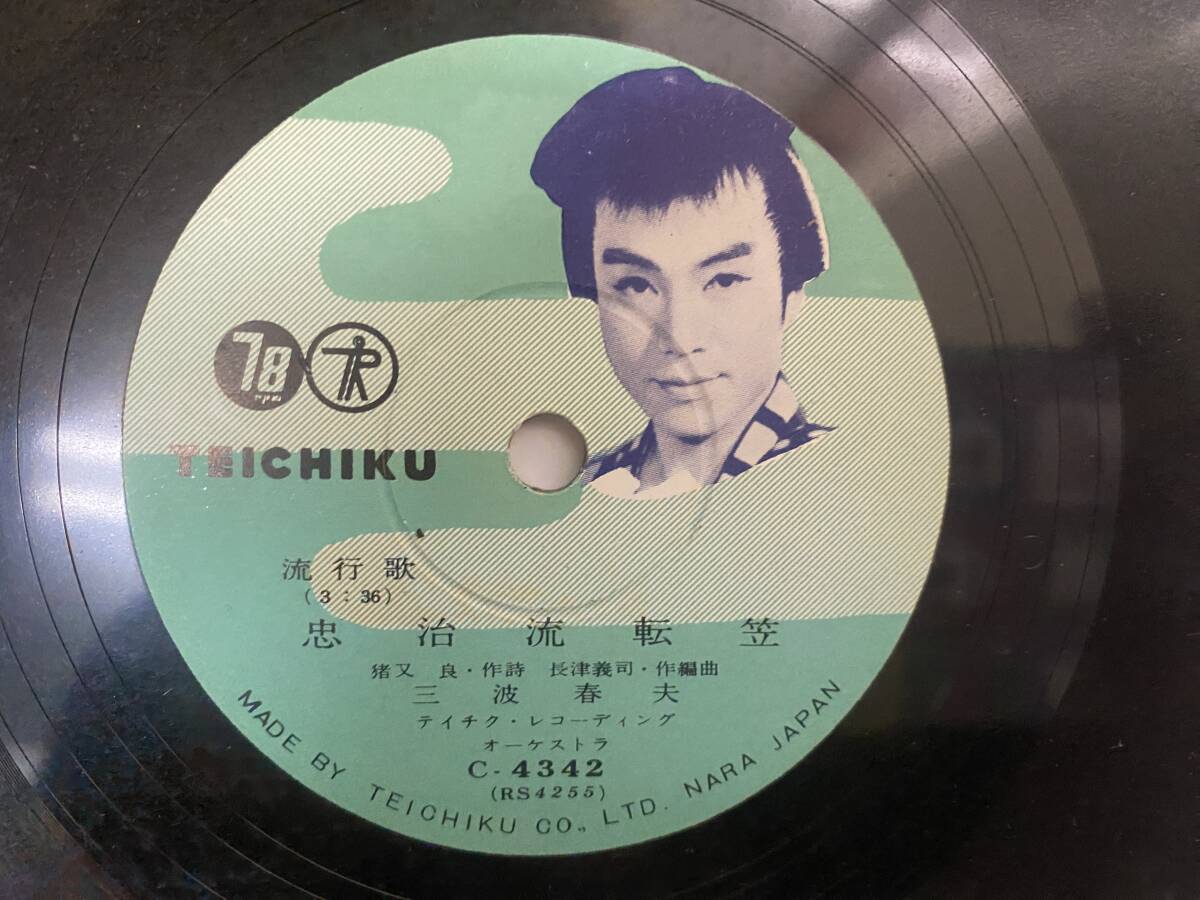 78
TEICHIKU
流行歌
(3:36)
忠治流転笠
猪又 良・作詩 長津義司・作編曲
三波春夫
テイチク・レコーディング
オーケストラ
C-4342
(RS4255)
MADE BY TEICHIKU CO., LTD. NARA JAPAN